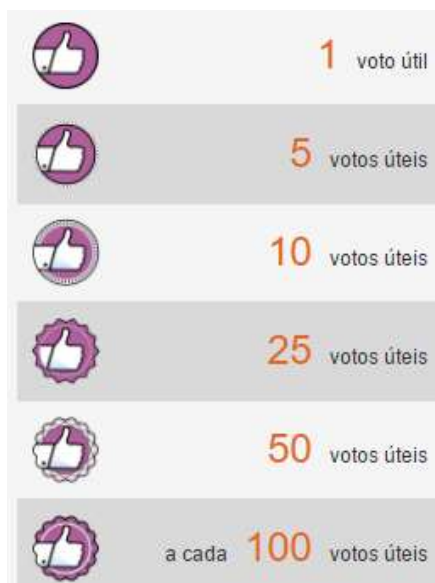 1 voto útil
5 votos úteis
10 votos úteis
25 votos úteis
50 votos úteis
a cada 100 votos úteis